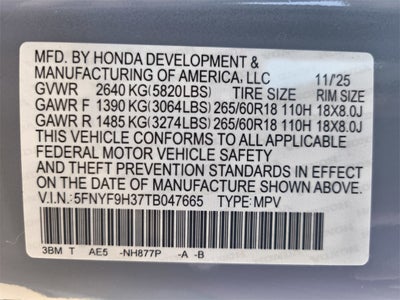 MFD. BY HONDA DEVELOPMENT &
MANUFACTURING OF AMERICA, LLC 11/'25
GVWR 2640 KG(5820LBS) TIRE SIZE RIM SIZE
GAWR F 1390 KG(3064LBS) 265/60R18 110H 18X8.0J
GAWR R 1485 KG(3274LBS) 265/60R18 110H 18X8.0J
THIS VEHICLE CONFORMS TO ALL APPLICABLE
FEDERAL MOTOR VEHICLE SAFETY AND THEFT
PREVENTION STANDARDS IN EFFECT ON THE
DATE OF MANUFACTURE SHOWN ABOVE.
V.I.N.: 5FNYF9H37TB047665 TYPE: MPV
3BM T AE5 -NH877P -A -B